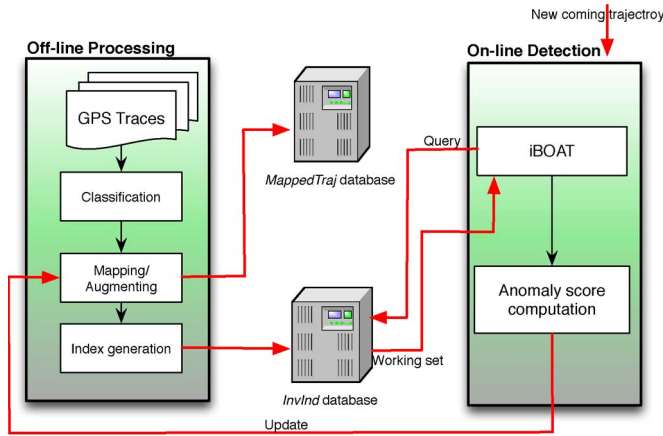 New coming trajectroy
Off-line Processing
On-line Detection
GPS Traces
Query
iBOAT
MappedTraj database
Classification
Mapping/
Augmenting
Anomaly score
computation
Index generation
Working set
InvInd database
Update